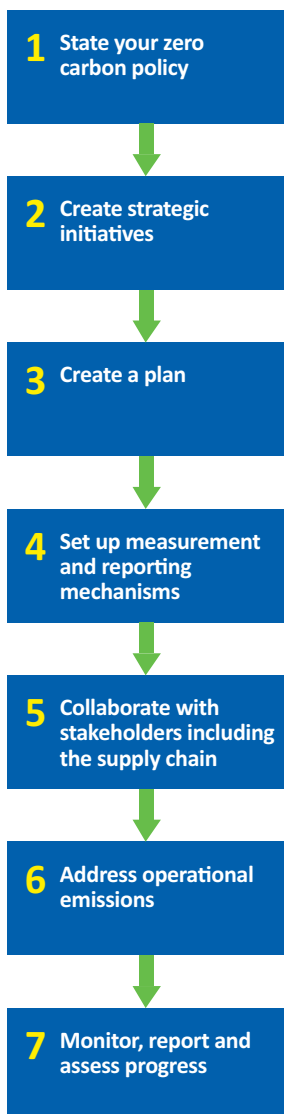 1 State your zero
carbon policy
2 Create strategic
initiatives
3 Create a plan
4 Set up measurement
and reporting
mechanisms
5 Collaborate with
stakeholders including
the supply chain
6 Address operational
emissions
7 Monitor, report and
assess progress